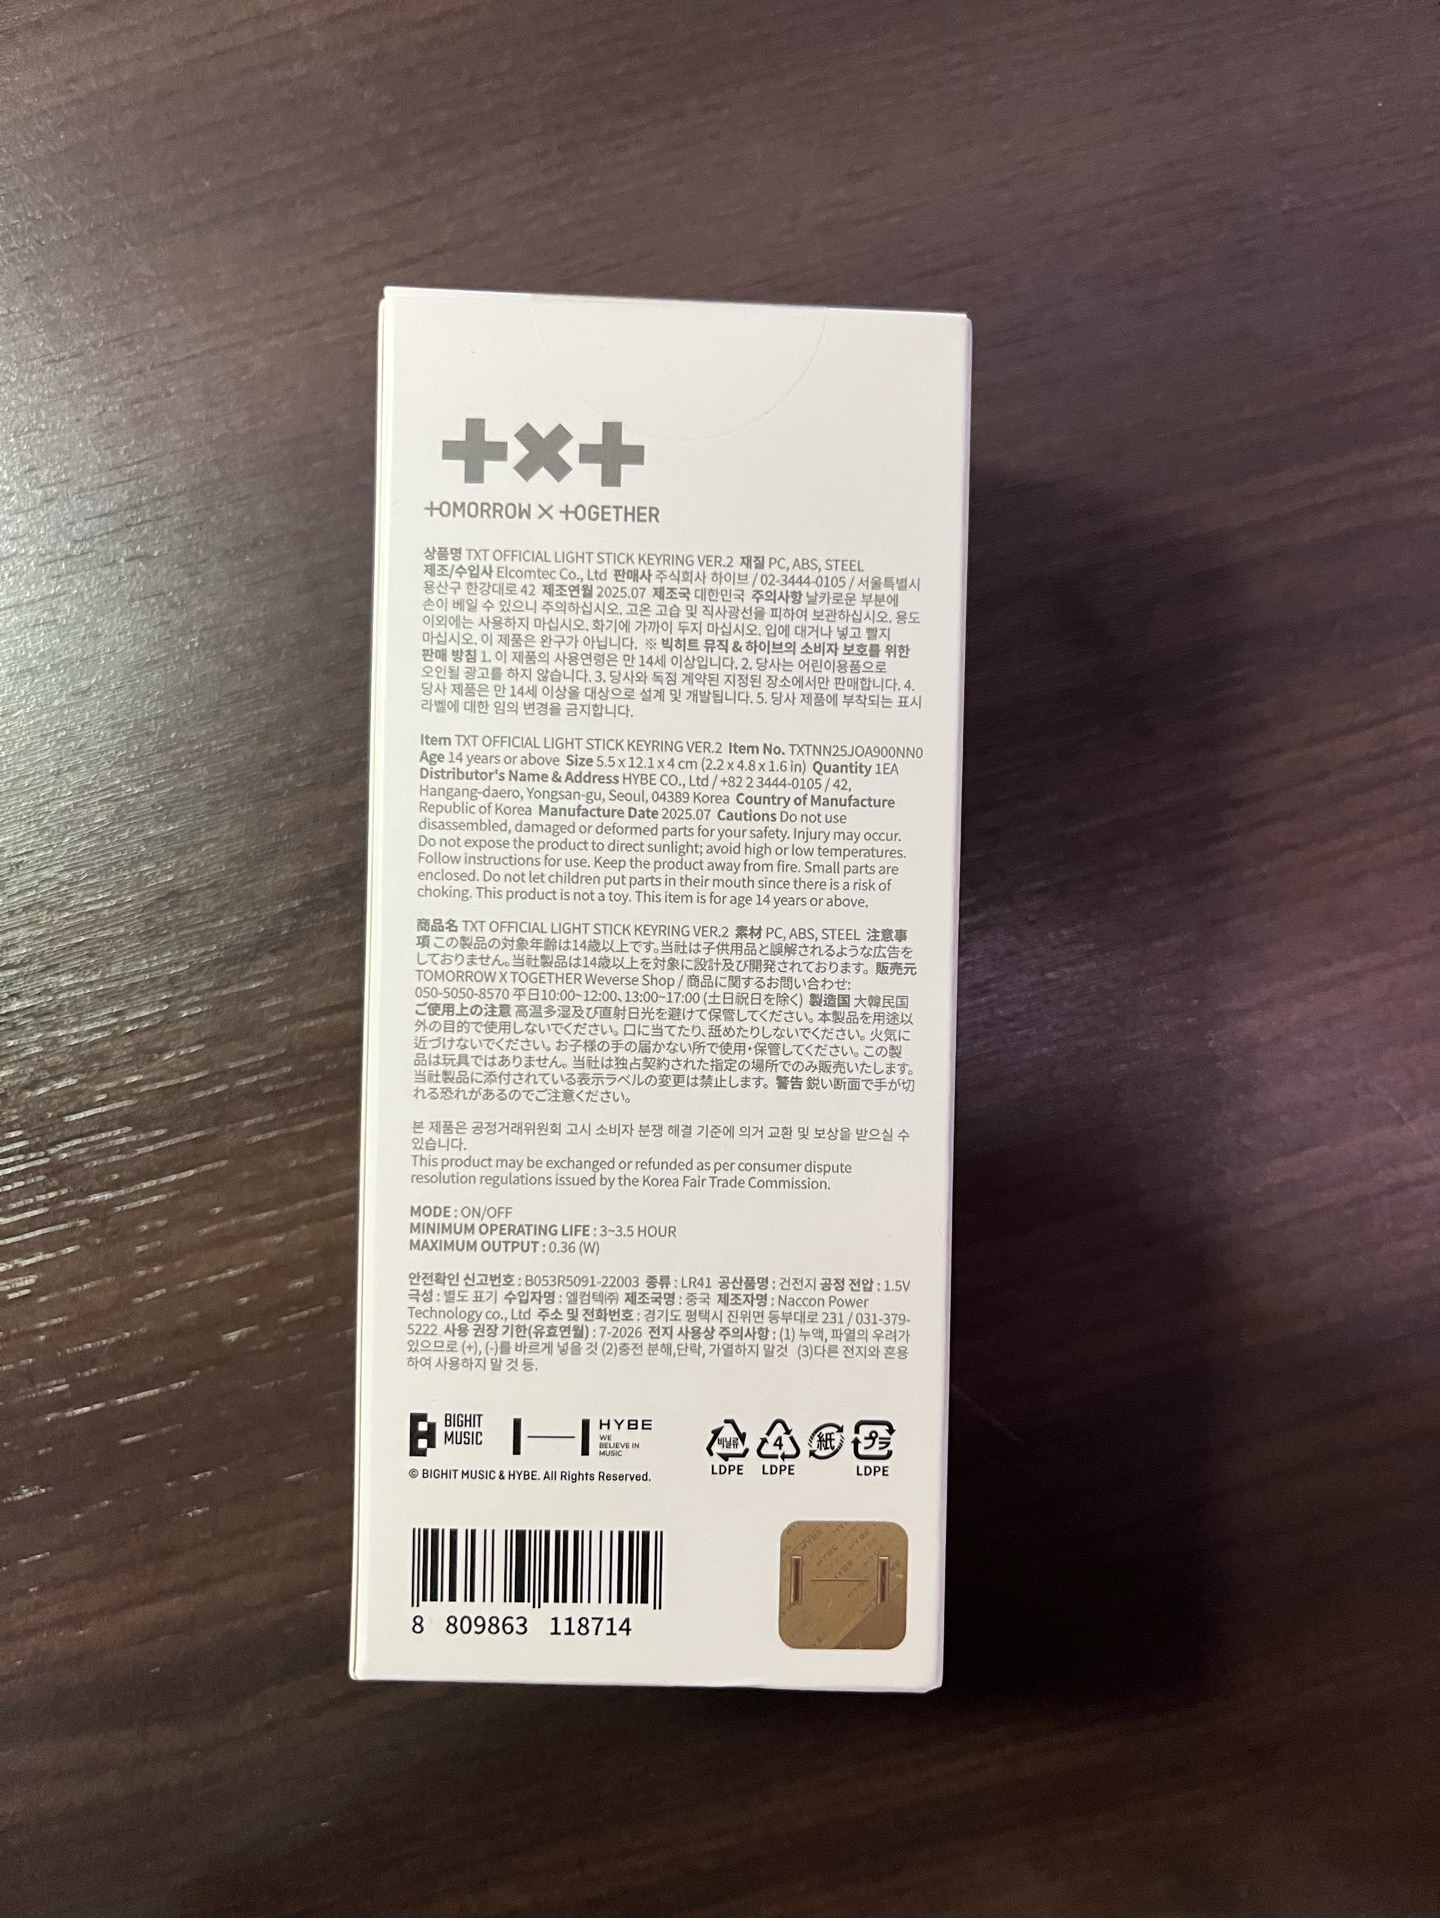 TOMORROW X TOGETHER
상품명 TXT OFFICIAL LIGHT STICK KEYRING VER.2 재질 PC, ABS, STEEL
제조/수입사 Elcomtec Co., Ltd 판매사 주식회사 하이브 / 02-3444-0105 / 서울특별시
용산구 한강대로 42 제조연월 2025.07 제조국 대한민국 주의사항 날카로운 부분에
손이 베일 수 있으니 주의하십시오. 고온 고습 및 직사광선을 피하여 보관하십시오. 용도
이외에는 사용하지 마십시오. 화기에 가까이 두지 마십시오. 입에 대거나 넣고 빨지
마십시오. 이 제품은 완구가 아닙니다. ※ 빅히트 뮤직 & 하이브의 소비자 보호를 위한
판매 방침 1. 이 제품의 사용연령은 만 14세 이상입니다. 2. 당사는 어린이용품으로
오인될 광고를 하지 않습니다. 3. 당사와 독점 계약된 지정된 장소에서만 판매합니다. 4.
당사 제품은 만 14세 이상을 대상으로 설계 및 개발됩니다. 5. 당사 제품에 부착되는 표시
라벨에 대한 임의 변경을 금지합니다.
Item TXT OFFICIAL LIGHT STICK KEYRING VER.2 Item No. TXTNN25JOA900NN0
Age 14 years or above Size 5.5 x 12.1 x 4 cm (2.2 x 4.8 x 1.6 in) Quantity 1EA
Distributor's Name & Address HYBE CO., Ltd / +82 2 3444-0105 / 42,
Hangang-daero, Yongsan-gu, Seoul, 04389 Korea Country of Manufacture
Republic of Korea Manufacture Date 2025.07 Cautions Do not use
disassembled, damaged or deformed parts for your safety. Injury may occur.
Do not expose the product to direct sunlight; avoid high or low temperatures.
Follow instructions for use. Keep the product away from fire. Small parts are
enclosed. Do not let children put parts in their mouth since there is a risk of
choking. This product is not a toy. This item is for age 14 years or above.
商品名 TXT OFFICIAL LIGHT STICK KEYRING VER.2 素材 PC, ABS, STEEL 注意事
項 この製品の対象年齢は14歳以上です。当社は子供用品と誤解されるような広告を
しておりません。当社製品は14歳以上を対象に設計及び開発されております。 販売元
TOMORROW X TOGETHER Weverse Shop / 商品に関するお問い合わせ:
050-5050-8570 平日10:00~12:00、13:00~17:00 (土日祝日を除く) 製造国 大韓民国
ご使用上の注意 高温多湿及び直射日光を避けて保管してください。本製品を用途以
外の目的で使用しないでください。口に当てたり、舐めたりしないでください。火気に
近づけないでください。お子様の手の届かない所で使用・保管してください。この製
品は玩具ではありません。当社は独占契約された指定の場所でのみ販売いたします。
当社製品に添付されている表示ラベルの変更は禁止します。 警告 鋭い断面で手が切
れる恐れがあるのでご注意ください。
본 제품은 공정거래위원회 고시 소비자 분쟁 해결 기준에 의거 교환 및 보상을 받으실 수
있습니다.
This product may be exchanged or refunded as per consumer dispute
resolution regulations issued by the Korea Fair Trade Commission.
MODE : ON/OFF
MINIMUM OPERATING LIFE : 3~3.5 HOUR
MAXIMUM OUTPUT : 0.36 (W)
안전확인 신고번호 : B053R5091-22003 종류 : LR41 공산품명 : 건전지 공정 전압 : 1.5V
극성 : 별도 표기 수입자명 : 엘컴텍㈜ 제조국명 : 중국 제조자명 : Naccon Power
Technology co., Ltd 주소 및 전화번호 : 경기도 평택시 진위면 동부대로 231 / 031-379-
5222 사용 권장 기한(유효연월) : 7-2026 전지 사용상 주의사항 : (1) 누액, 파열의 우려가
있으므로 (+), (-)를 바르게 넣을 것 (2)충전 분해,단락, 가열하지 말것 (3)다른 전지와 혼용
하여 사용하지 말 것 등.
BIGHIT MUSIC
HYBE
WE BELIEVE IN MUSIC
비닐류 LDPE
4 LDPE
紙
プラ LDPE
© BIGHIT MUSIC & HYBE. All Rights Reserved.
8 809863 118714
HYBE